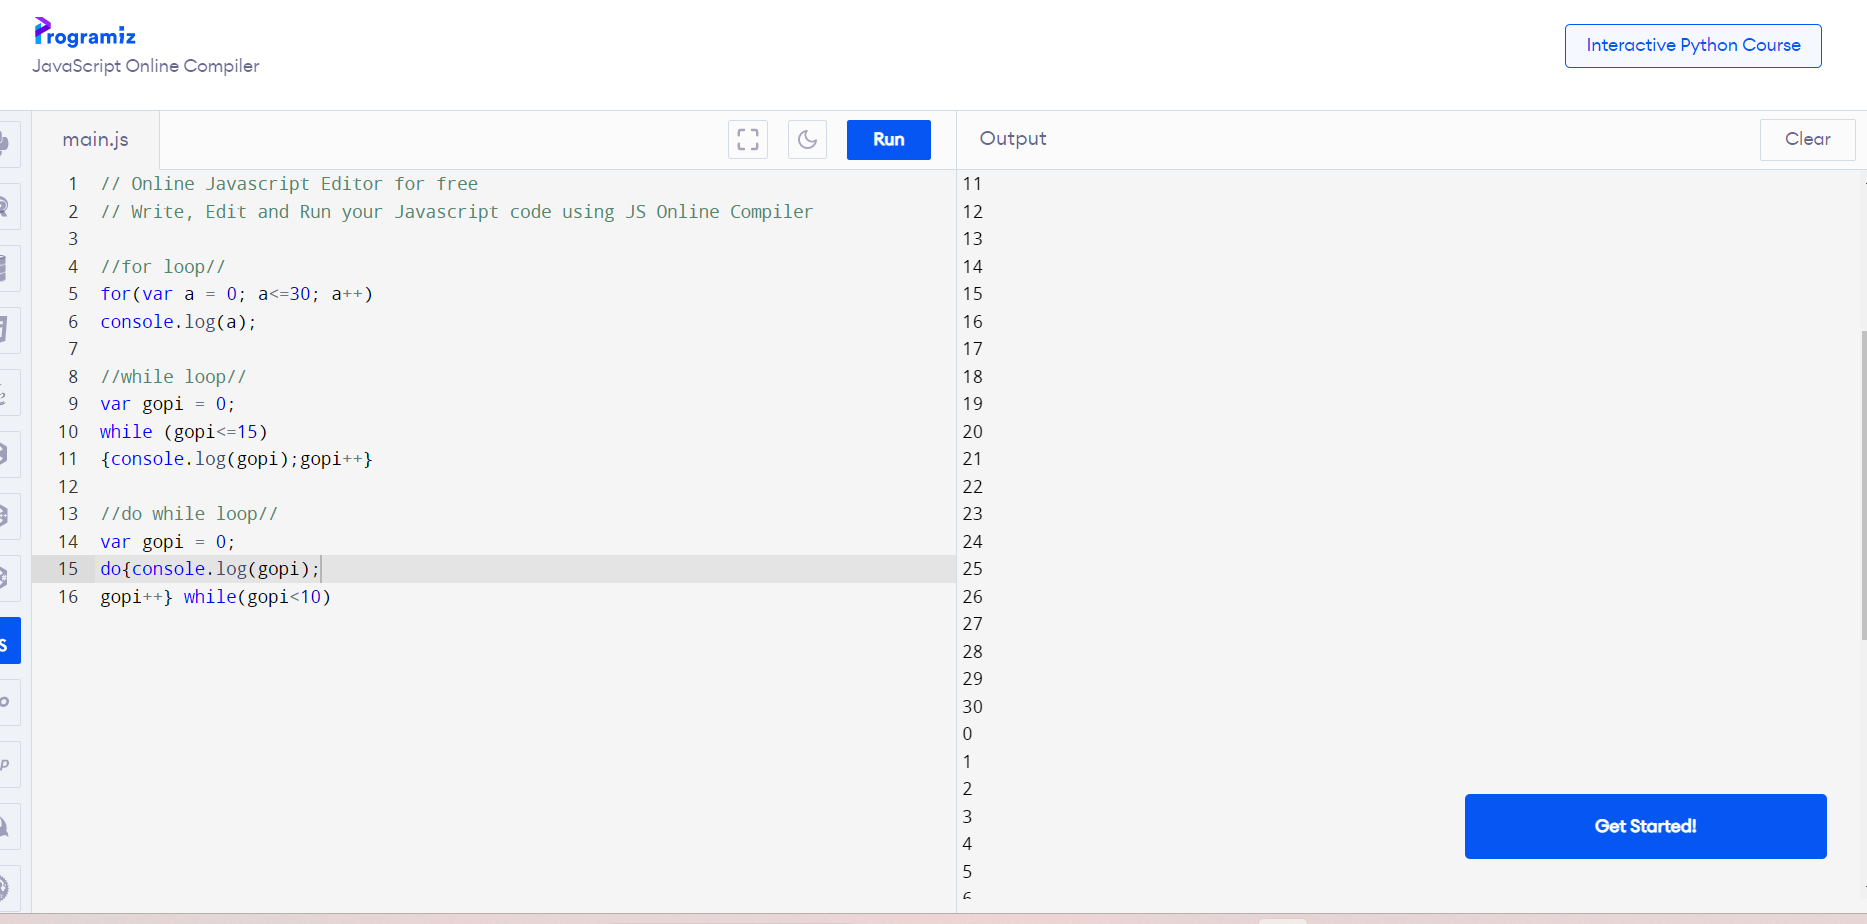 Programiz
JavaScript Online Compiler
Interactive Python Course
main.js
Run
Output
Clear
1 // Online Javascript Editor for free
2 // Write, Edit and Run your Javascript code using JS Online Compiler
3
4 //for loop//
5 for(var a = 0; a<=30; a++)
6 console.log(a);
7
8 //while loop//
9 var gopi = 0;
10 while (gopi<=15)
11 {console.log(gopi);gopi++}
12
13 //do while loop//
14 var gopi = 0;
15 do{console.log(gopi);
16 gopi++} while(gopi<10)
11
12
13
14
15
16
17
18
19
20
21
22
23
24
25
26
27
28
29
30
0
1
2
3
4
5
6
Get Started!